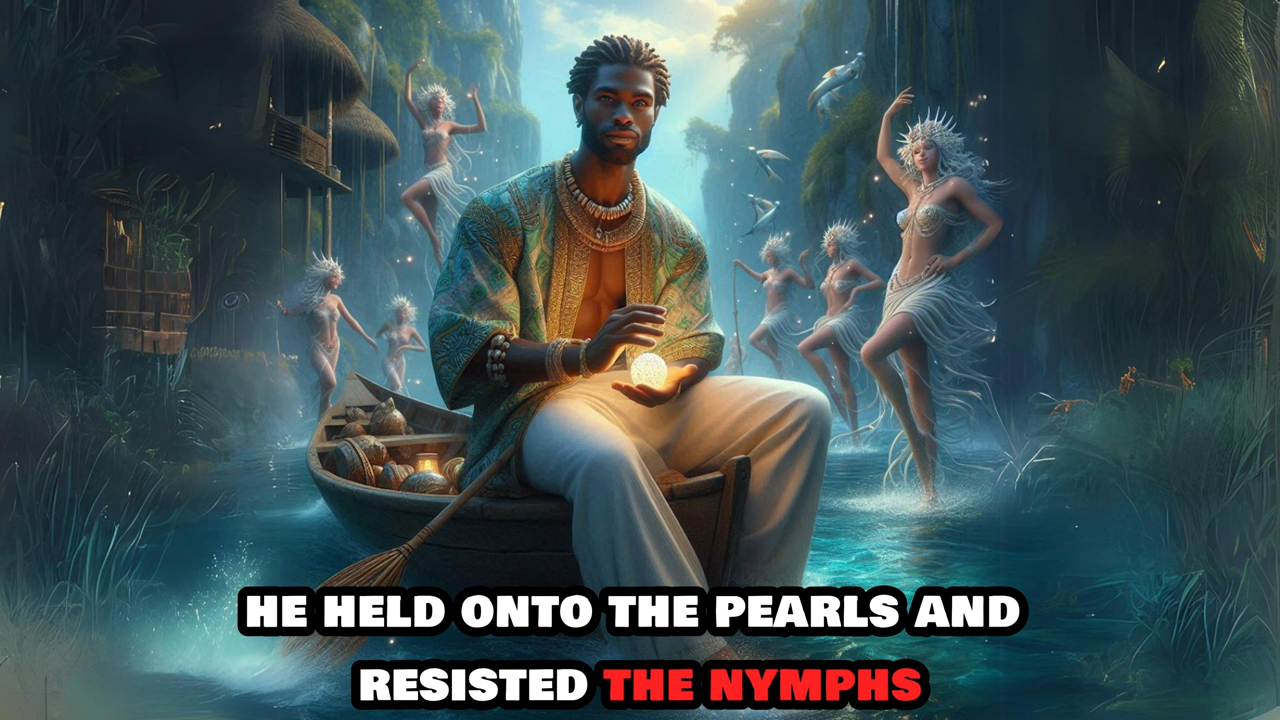 HE HELD ONTO THE PEARLS AND
RESISTED THE NYMPHS